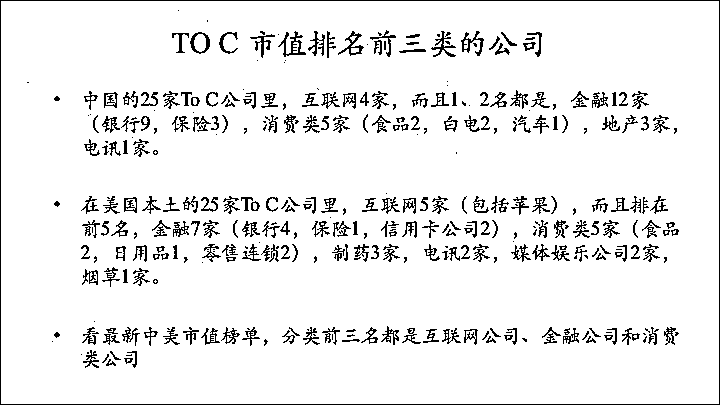 TO C 市值排名前三类的公司
• 中国的25家To C公司里，互联网4家，而且1、2名都是，金融12家
（银行9，保险3），消费类5家（食品2，白电2，汽车1），地产3家，
电讯1家。
• 在美国本土的25家To C公司里，互联网5家（包括苹果），而且排在
前5名，金融7家（银行4，保险1，信用卡公司2），消费类5家（食品
2，日用品1，零售连锁2），制药3家，电讯2家，媒体娱乐公司2家，
烟草1家。
• 看最新中美市值榜单，分类前三名都是互联网公司、金融公司和消费
类公司